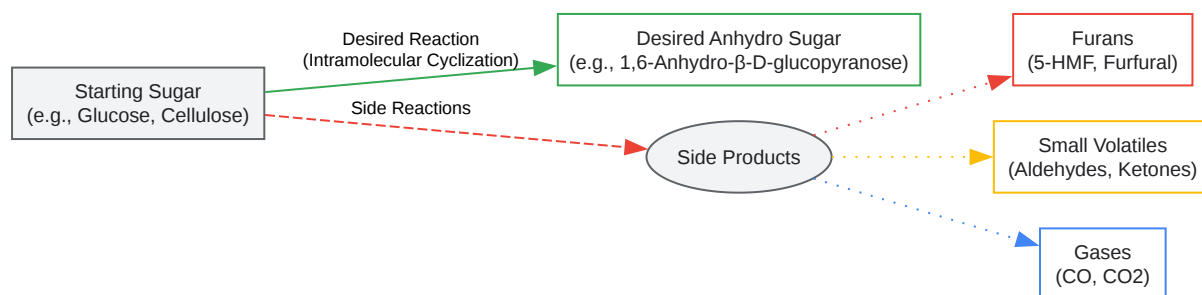 Starting Sugar
(e.g., Glucose, Cellulose)
Desired Reaction
(Intramolecular Cyclization)
Side Reactions
Desired Anhydro Sugar
(e.g., 1,6-Anhydro-β-D-glucopyranose)
Side Products
Furans
(5-HMF, Furfural)
Small Volatiles
(Aldehydes, Ketones)
Gases
(CO, CO2)